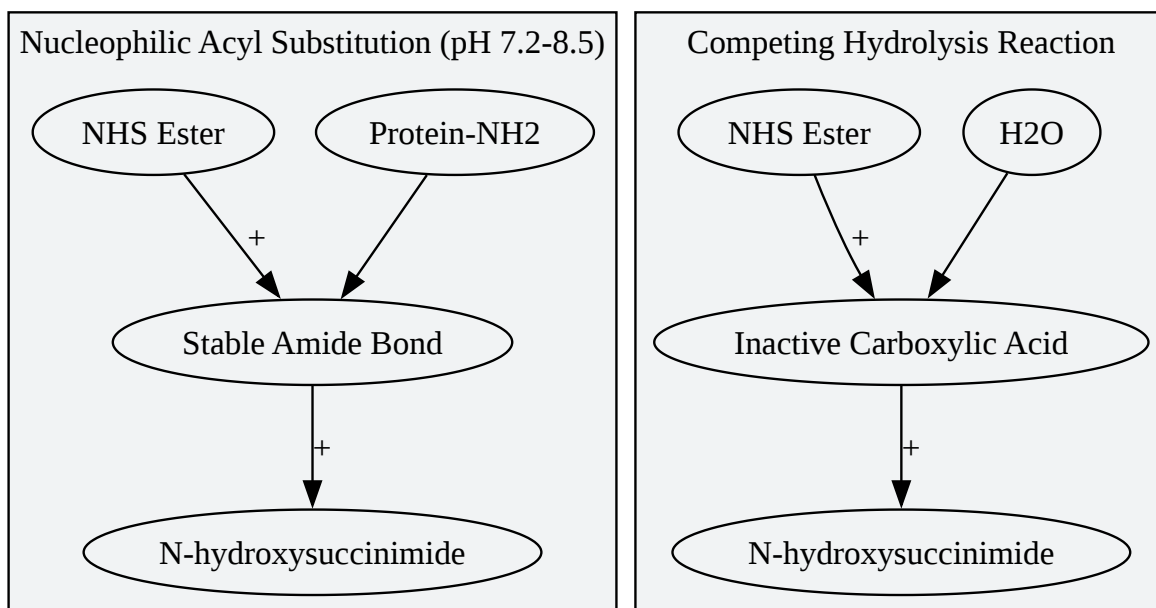 Nucleophilic Acyl Substitution (pH 7.2-8.5)
NHS Ester
Protein-NH2
+
Stable Amide Bond
+
N-hydroxysuccinimide
Competing Hydrolysis Reaction
NHS Ester
H2O
+
Inactive Carboxylic Acid
+
N-hydroxysuccinimide